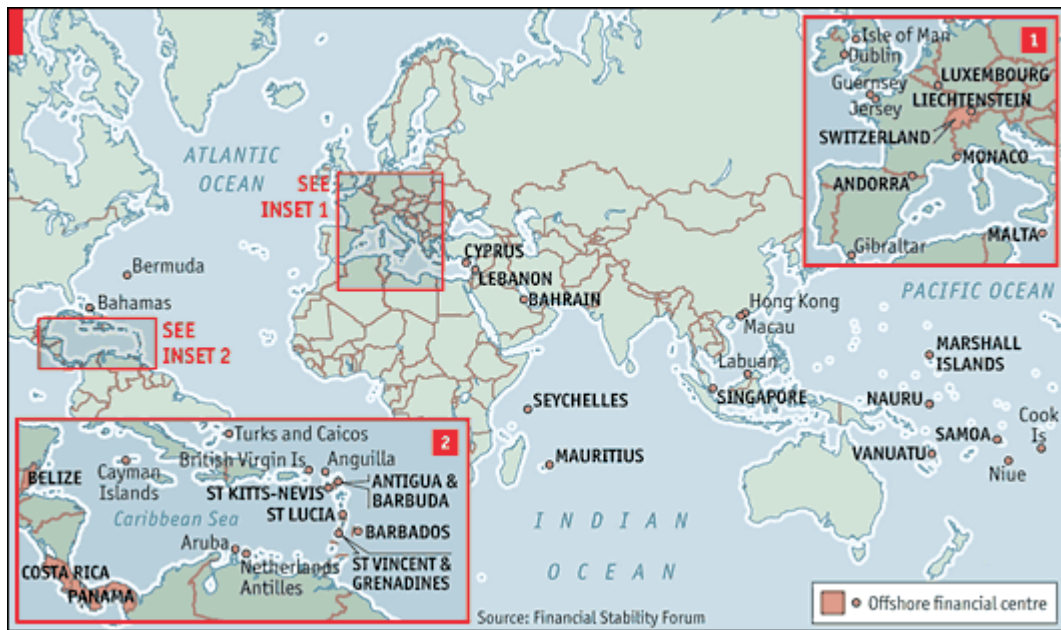 ATLANTIC
OCEAN
SEE
INSET 1
Bermuda
Bahamas
SEE
INSET 2
CYPRUS
LEBANON
BAHRAIN
Hong Kong
Macau
Labuan
SINGAPORE
SEYCHELLES
MAURITIUS
PACIFIC OCEAN
MARSHALL
ISLANDS
NAURU
SAMOA
Cook
Is
VANUATU
Niue
INDIAN
OCEAN
1
Isle of Man
Dublin
Guernsey
Jersey
LUXEMBOURG
LIECHTENSTEIN
SWITZERLAND
MONACO
ANDORRA
Gibraltar
MALTA
2
Turks and Caicos
British Virgin Is
Anguilla
BELIZE
Cayman
Islands
ST KITTS-NEVIS
ANTIGUA &
BARBUDA
Caribbean Sea
ST LUCIA
BARBADOS
Aruba
Netherlands
Antilles
ST VINCENT &
GRENADINES
COSTA RICA
PANAMA
Source: Financial Stability Forum
Offshore financial centre